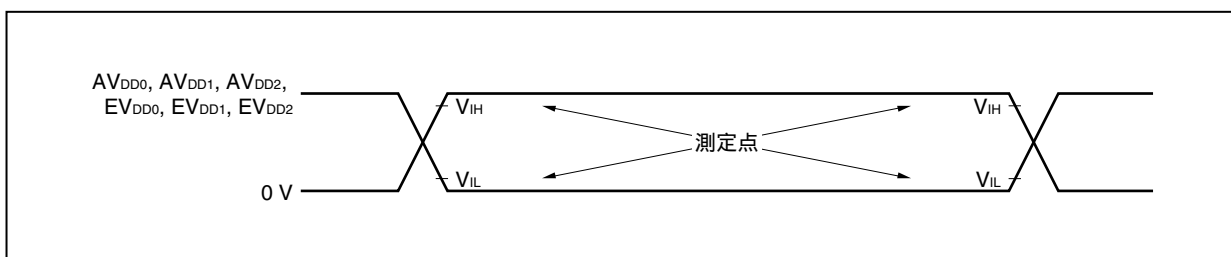 AVDD0, AVDD1, AVDD2,
EVDD0, EVDD1, EVDD2
VIH
VIH
測定点
VIL
VIL
0 V